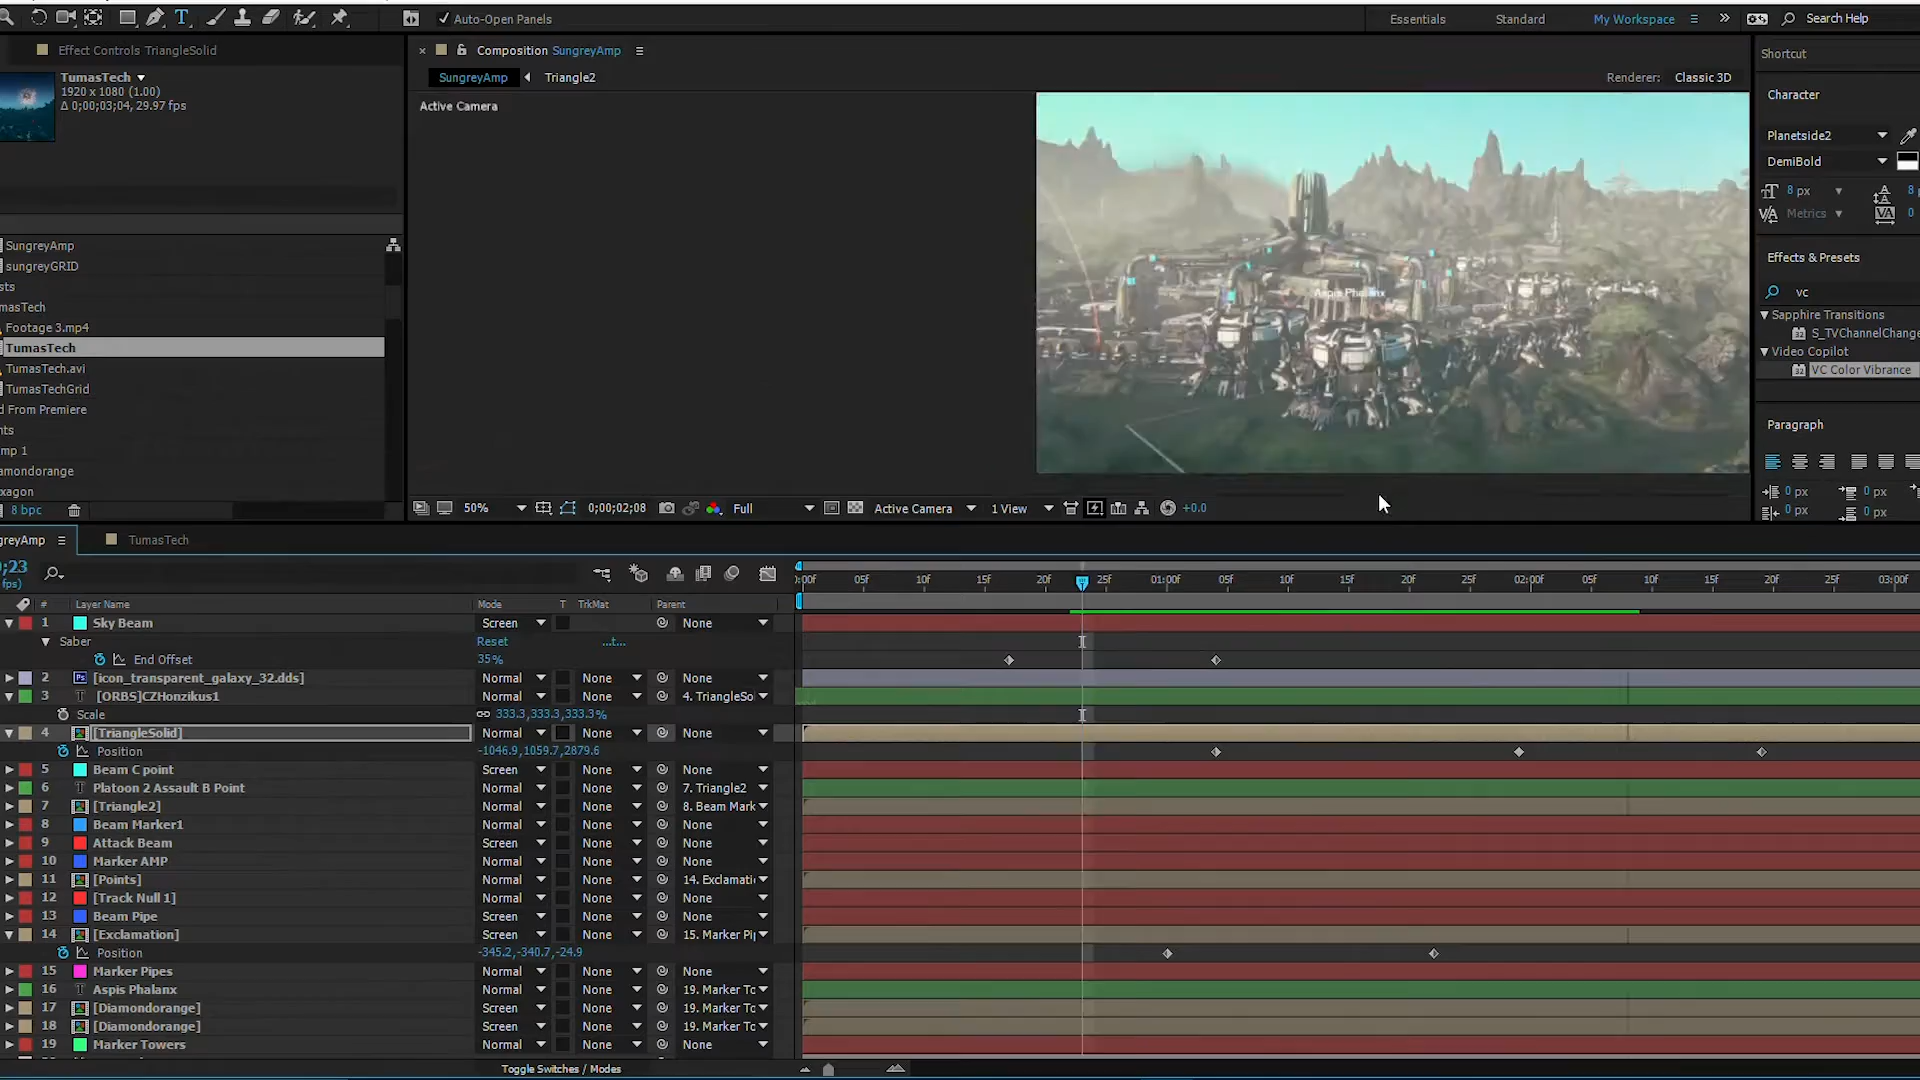 Auto-Open Panels
Essentials
Standard
My Workspace
Search Help
Effect Controls TriangleSolid
TumasTech
1920 x 1080 (1.00)
Δ 0;00;03;04, 29.97 fps
SungreyAmp
sungreyGRID
sts
masTech
Footage 3.mp4
TumasTech
TumasTech.avi
TumasTechGrid
d From Premiere
nts
mp 1
amondorange
xagon
8 bpc
Composition SungreyAmp
SungreyAmp
Triangle2
Renderer: Classic 3D
Active Camera
Aspis Phalanx
50%
0;00;02;08
Full
Active Camera
1 View
+0.0
Shortcut
Character
Planetside2
DemiBold
8 px
8
Metrics
0
Effects & Presets
vc
Sapphire Transitions
S_TVChannelChange
Video Copilot
VC Color Vibrance
Paragraph
0 px
0 px
0 px
0 px
greyAmp
TumasTech
0;23
fps)
0:00f 05f 10f 15f 20f 25f 01:00f 05f 10f 15f 20f 25f 02:00f 05f 10f 15f 20f 25f 03:00f
# Layer Name Mode T TrkMat Parent
1 Sky Beam Screen None
Saber Reset ...t...
End Offset 35%
2 [icon_transparent_galaxy_32.dds] Normal None None
3 T [ORBS]CZHonzikus1 Normal None 4. TriangleSo
Scale 333.3,333.3,333.3%
4 [TriangleSolid] Normal None None
Position -1046.9,1059.7,2879.6
5 Beam C point Screen None None
6 T Platoon 2 Assault B Point Normal None 7. Triangle2
7 [Triangle2] Normal None 8. Beam Mark
8 Beam Marker1 Normal None None
9 Attack Beam Screen None None
10 Marker AMP Normal None None
11 [Points] Normal None 14. Exclamati
12 [Track Null 1] Normal None None
13 Beam Pipe Screen None None
14 [Exclamation] Screen None 15. Marker Pi
Position -345.2,-340.7,-24.9
15 Marker Pipes Normal None None
16 T Aspis Phalanx Normal None 19. Marker To
17 [Diamondorange] Screen None 19. Marker To
18 [Diamondorange] Screen None 19. Marker To
19 Marker Towers Normal None None
Toggle Switches / Modes